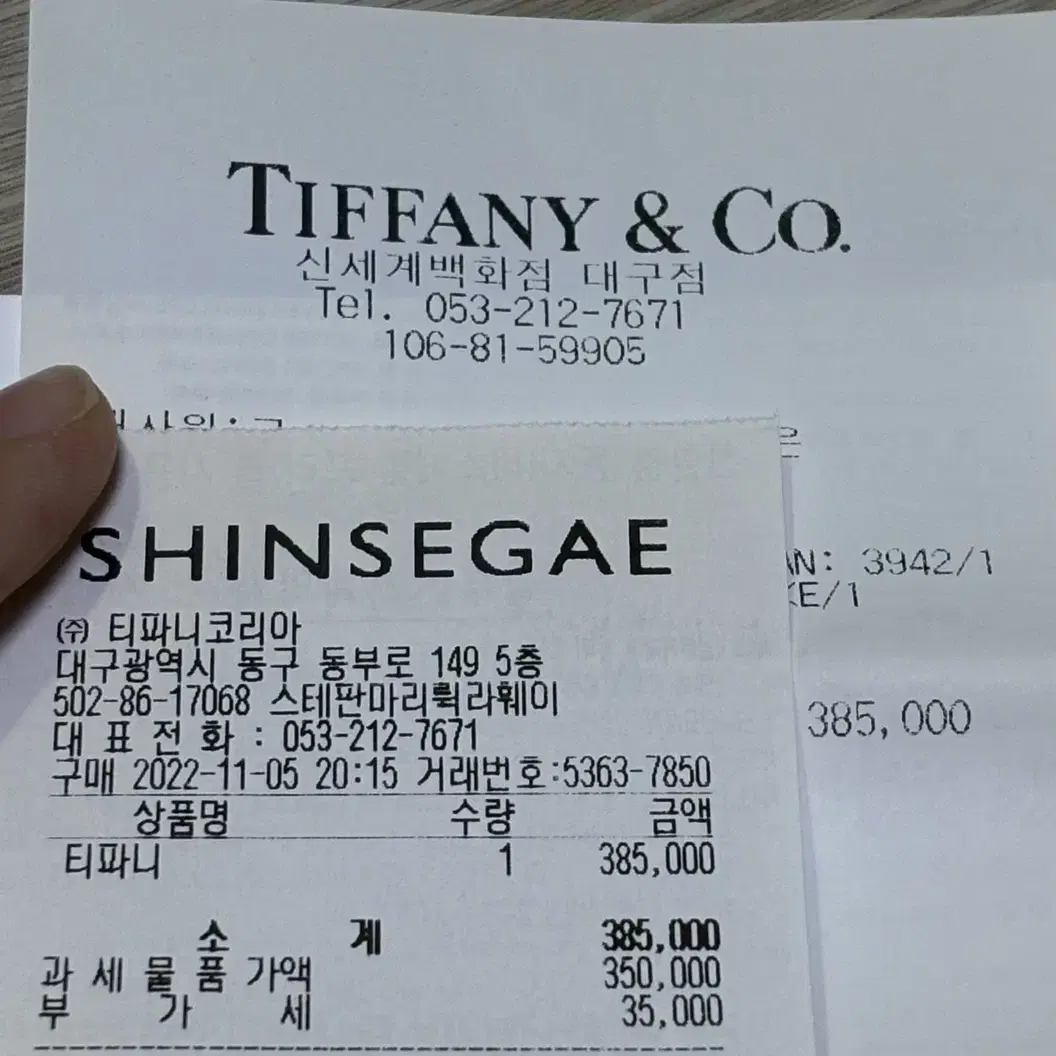 TIFFANY & CO.
신세계백화점 대구점
Tel. 053-212-7671
106-81-59905
AN: 3942/1
KE/1
385,000
SHINSEGAE
(주) 티파니코리아
대구광역시 동구 동부로 149 5층
502-86-17068 스테판마리뤽라훼이
대 표 전 화 : 053-212-7671
구매 2022-11-05 20:15 거래번호:5363-7850
상품명 수량 금액
티파니 1 385,000
소 계 385,000
과 세 물 품 가액 350,000
부 가 세 35,000